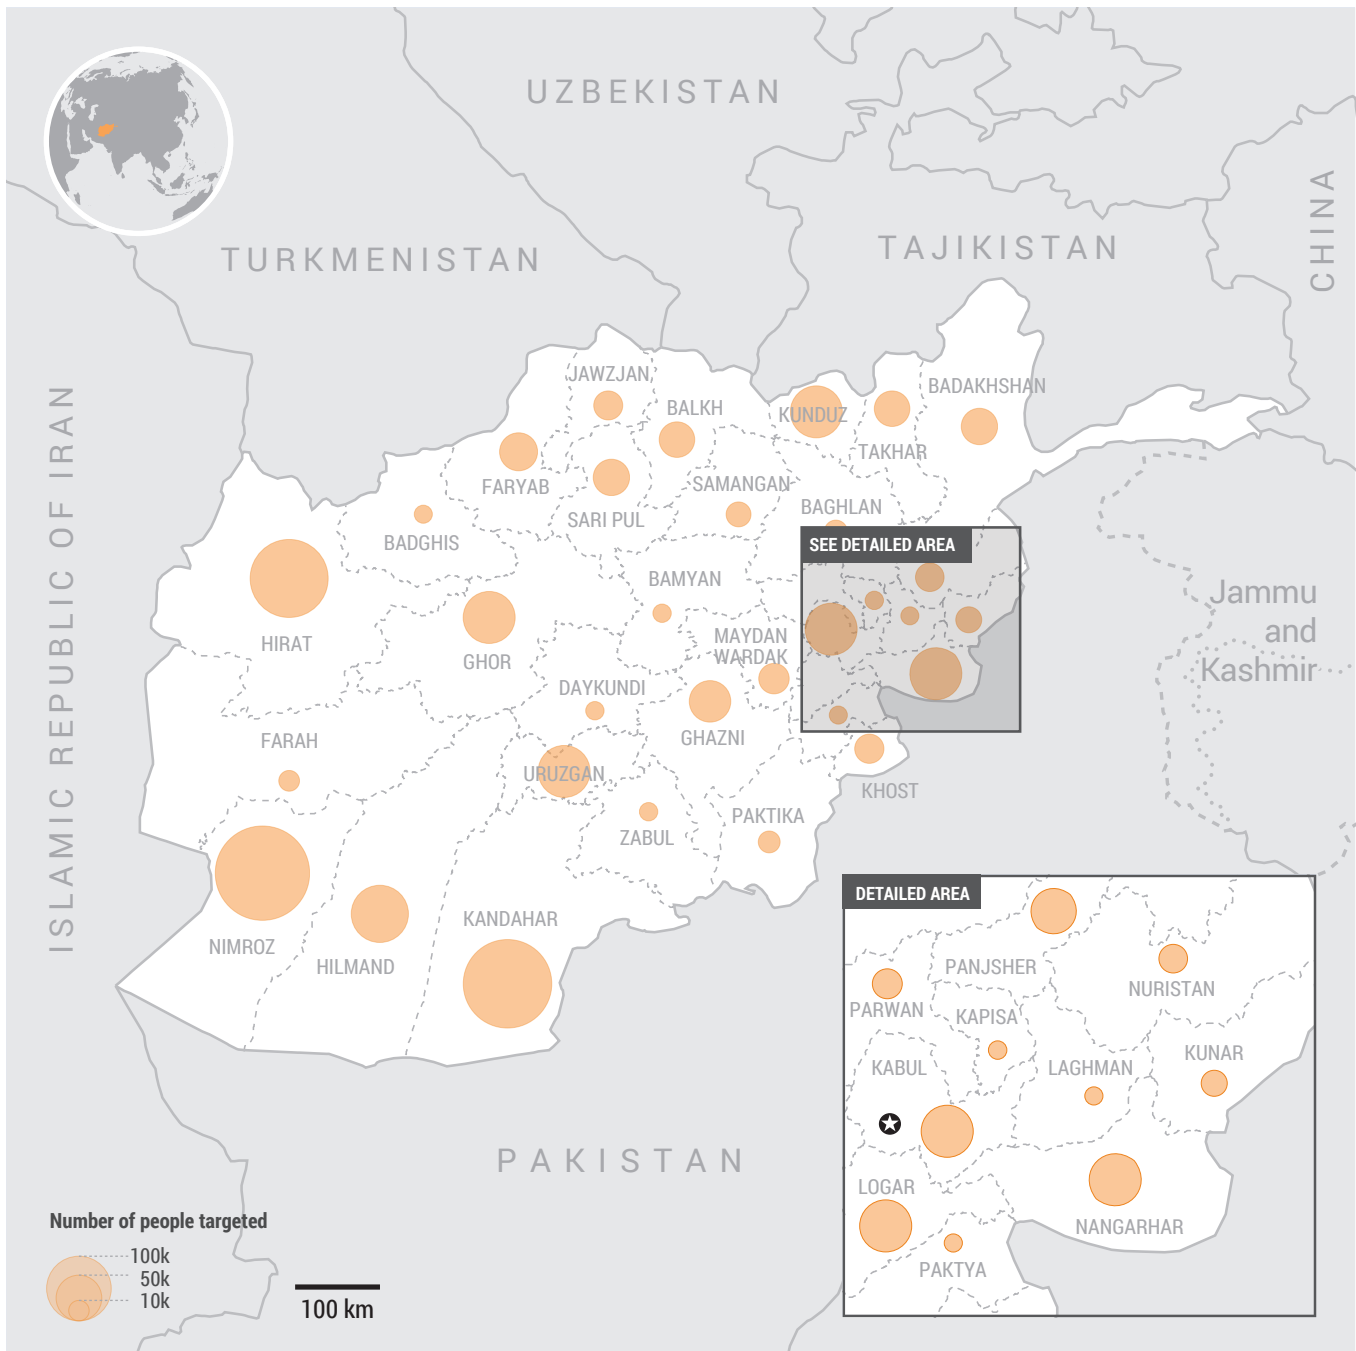 UZBEKISTAN
TAJIKISTAN
CHINA
TURKMENISTAN
ISLAMIC REPUBLIC OF IRAN
JAWZJAN
BADAKHSHAN
BALKH
KUNDUZ
TAKHAR
FARYAB
SAMANGAN
SARI PUL
BAGHLAN
BADGHIS
SEE DETAILED AREA
BAMYAN
Jammu
and
Kashmir
HIRAT
GHOR
MAYDAN
WARDAK
DAYKUNDI
FARAH
GHAZNI
URUZGAN
KHOST
ZABUL
PAKTIKA
NIMROZ
HILMAND
KANDAHAR
DETAILED AREA
PANJSHER
PARWAN
NURISTAN
KAPISA
KABUL
LAGHMAN
KUNAR
LOGAR
NANGARHAR
PAKTYA
PAKISTAN
Number of people targeted
100k
50k
10k
100 km